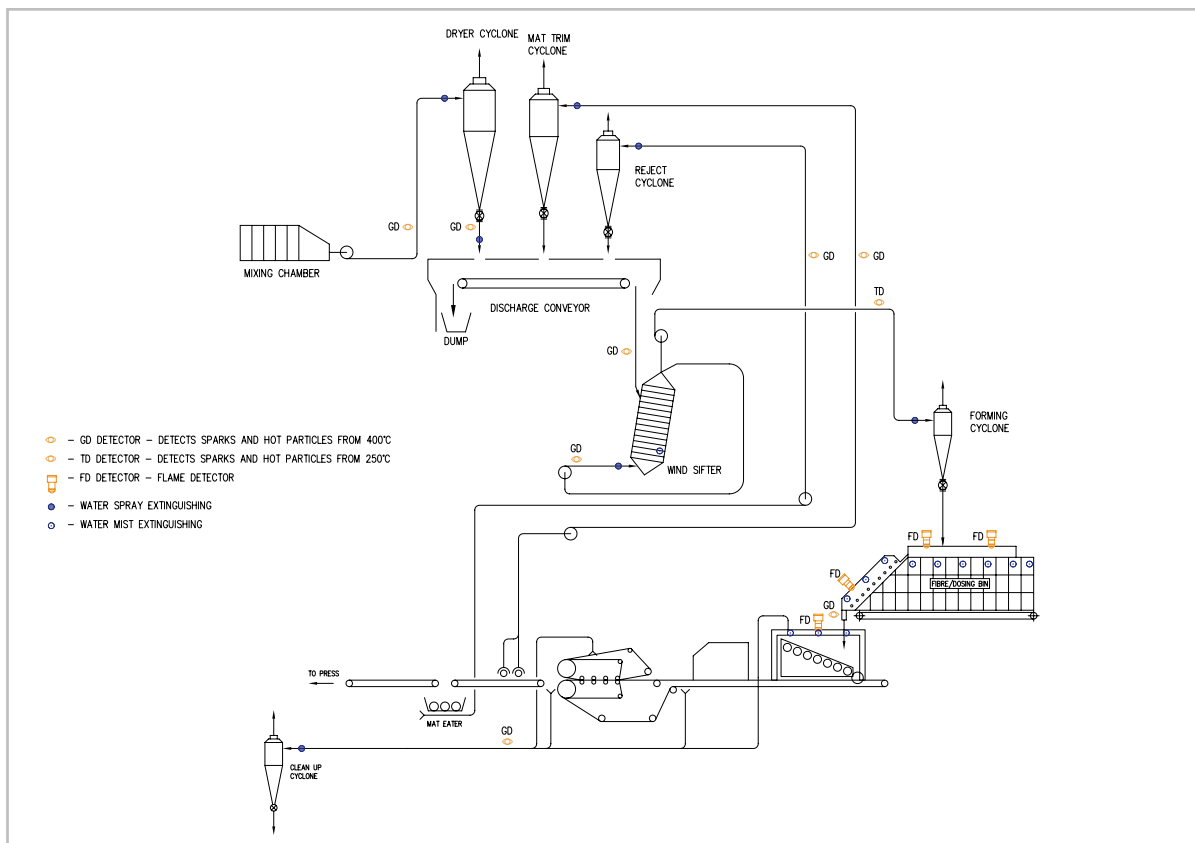 DRYER CYCLONE
MAT TRIM
CYCLONE
REJECT
CYCLONE
GD
GD
MIXING CHAMBER
GD
GD
DISCHARGE CONVEYOR
TD
DUMP
GD
FORMING
CYCLONE
- GD DETECTOR - DETECTS SPARKS AND HOT PARTICLES FROM 400°C
- TD DETECTOR - DETECTS SPARKS AND HOT PARTICLES FROM 250°C
- FD DETECTOR - FLAME DETECTOR
- WATER SPRAY EXTINGUISHING
- WATER MIST EXTINGUISHING
GD
WIND SIFTER
FD
FD
FD
FIBRE/DOSING BIN
GD
FD
TO PRESS
MAT EATER
GD
CLEAN UP
CYCLONE